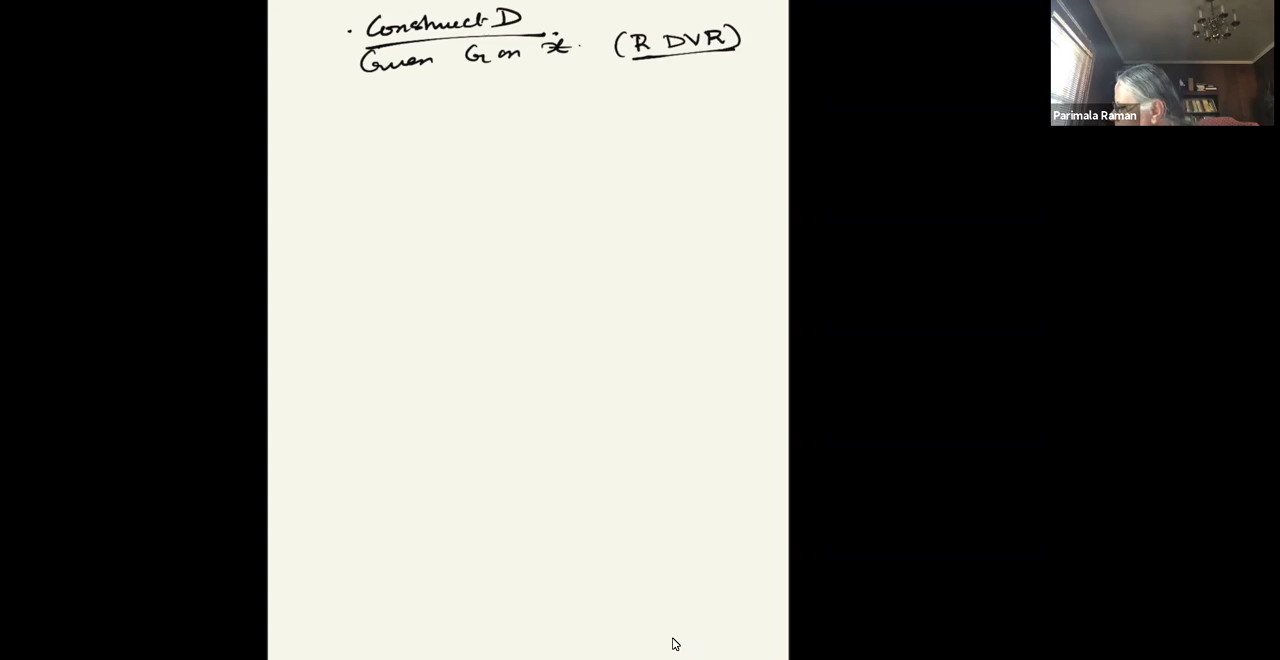 · Construct D
Given G on 𝒳. (R DVR)
Parimala Raman